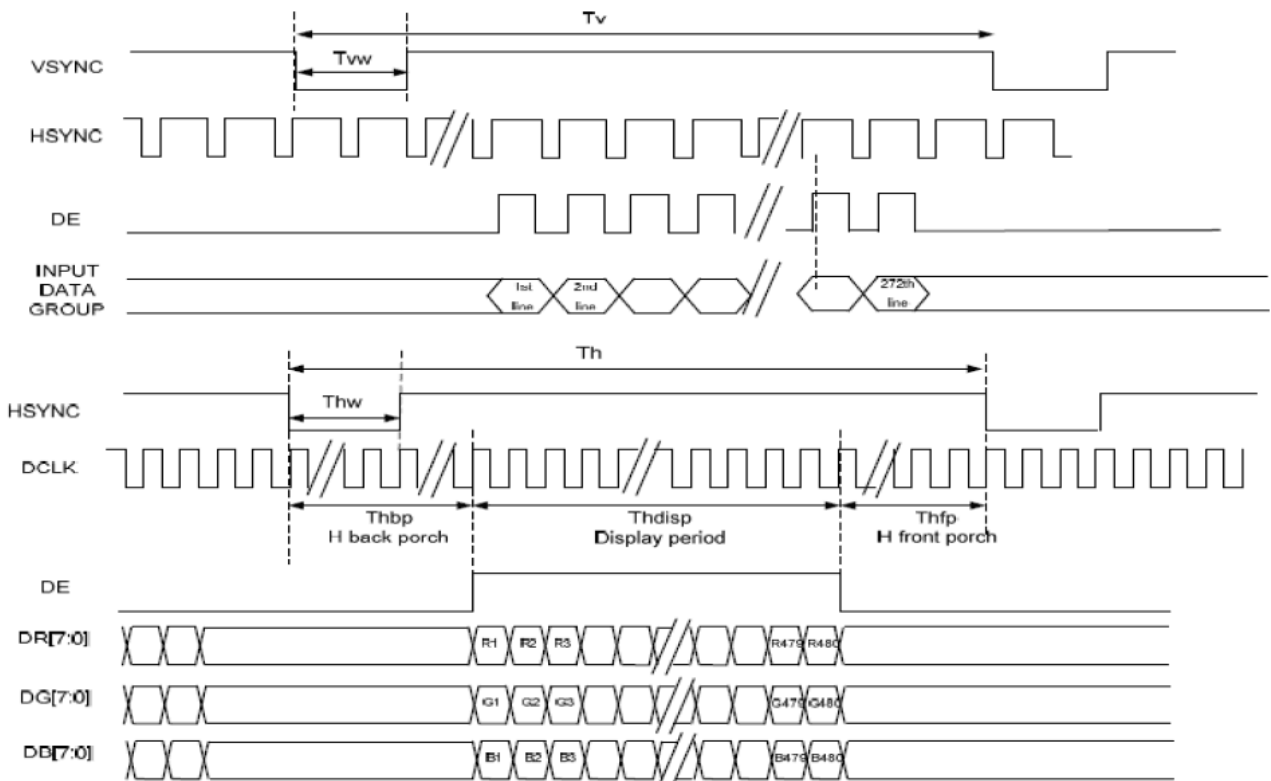 Tv
Tvw
VSYNC
HSYNC
DE
INPUT
DATA
GROUP
1st
line
2nd
line
272th
line
Th
Thw
HSYNC
DCLK
Thbp
H back porch
Thdisp
Display period
Thfp
H front porch
DE
DR[7:0]
R1 R2 R3 R479 R480
DG[7:0]
G1 G2 G3 G479 G480
DB[7:0]
B1 B2 B3 B479 B480